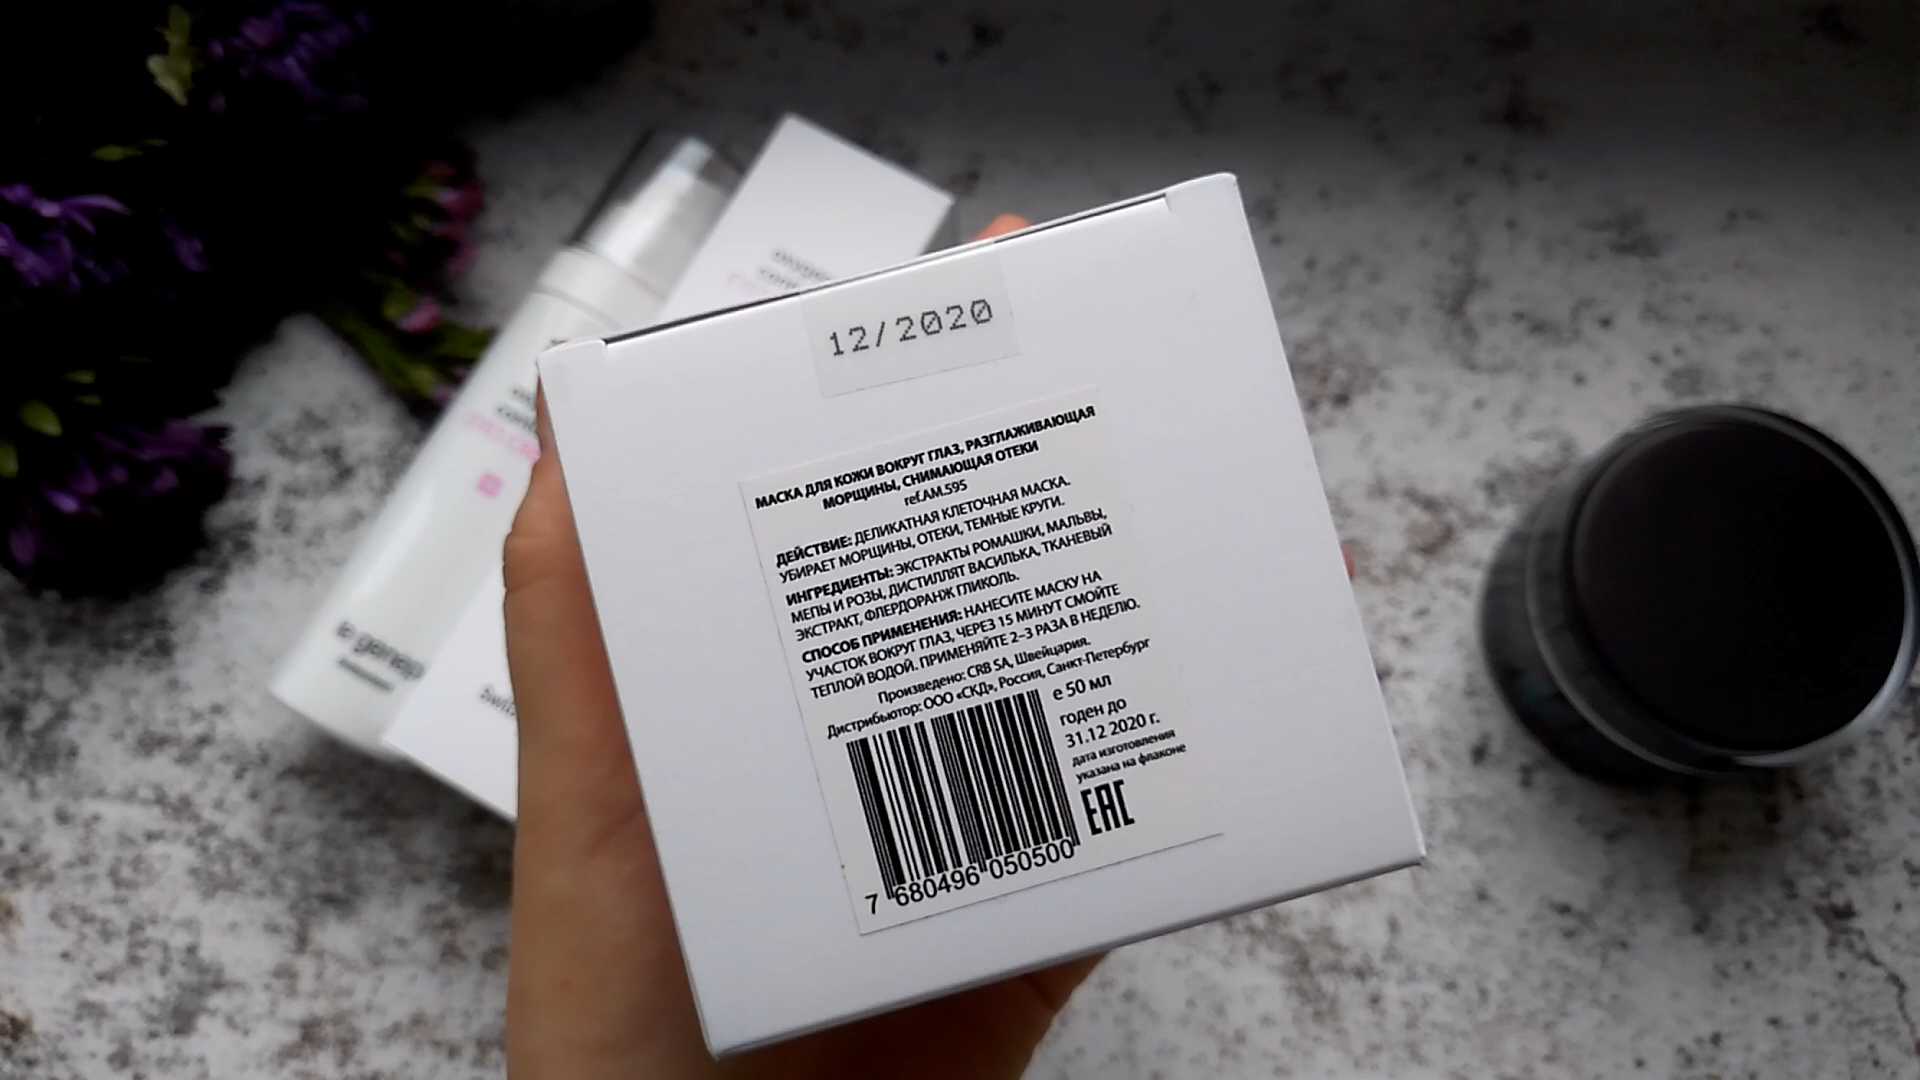 12/2020
МАСКА ДЛЯ КОЖИ ВОКРУГ ГЛАЗ, РАЗГЛАЖИВАЮЩАЯ
МОРЩИНЫ, СНИМАЮЩАЯ ОТЕКИ
ref.AM.595
ДЕЙСТВИЕ: ДЕЛИКАТНАЯ КЛЕТОЧНАЯ МАСКА.
УБИРАЕТ МОРЩИНЫ, ОТЕКИ, ТЕМНЫЕ КРУГИ.
ИНГРЕДИЕНТЫ: ЭКСТРАКТЫ РОМАШКИ, МАЛЬВЫ,
МЕПЫ И РОЗЫ, ДИСТИЛЛЯТ ВАСИЛЬКА, ТКАНЕВЫЙ
ЭКСТРАКТ, ФЛЕРДОРАНЖ ГЛИКОЛЬ.
СПОСОБ ПРИМЕНЕНИЯ: НАНЕСИТЕ МАСКУ НА
УЧАСТОК ВОКРУГ ГЛАЗ, ЧЕРЕЗ 15 МИНУТ СМОЙТЕ
ТЕПЛОЙ ВОДОЙ. ПРИМЕНЯЙТЕ 2–3 РАЗА В НЕДЕЛЮ.
Произведено: CRB SA, Швейцария.
Дистрибьютор: ООО «СКД», Россия, Санкт-Петербург
e 50 мл
годен до
31.12 2020 г.
дата изготовления
указана на флаконе
EAC
7 680496 050500